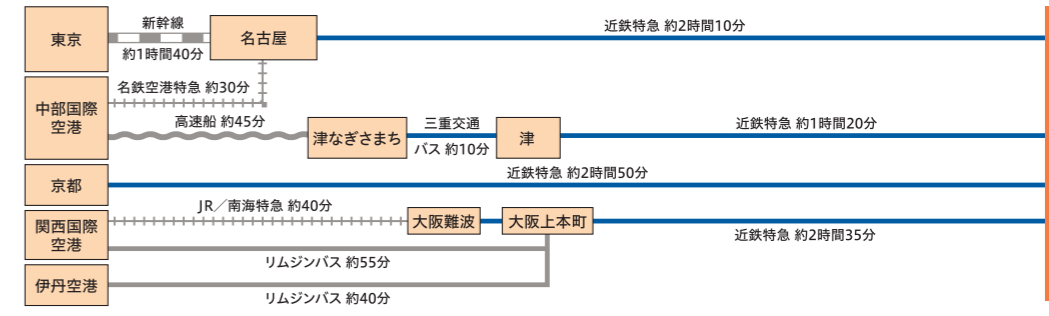 東京
新幹線
約1時間40分
名古屋
近鉄特急 約2時間10分
中部国際
空港
名鉄空港特急 約30分
高速船 約45分
津なぎさまち
三重交通
バス 約10分
津
近鉄特急 約1時間20分
京都
近鉄特急 約2時間50分
関西国際
空港
JR／南海特急 約40分
大阪難波
大阪上本町
近鉄特急 約2時間35分
リムジンバス 約55分
伊丹空港
リムジンバス 約40分